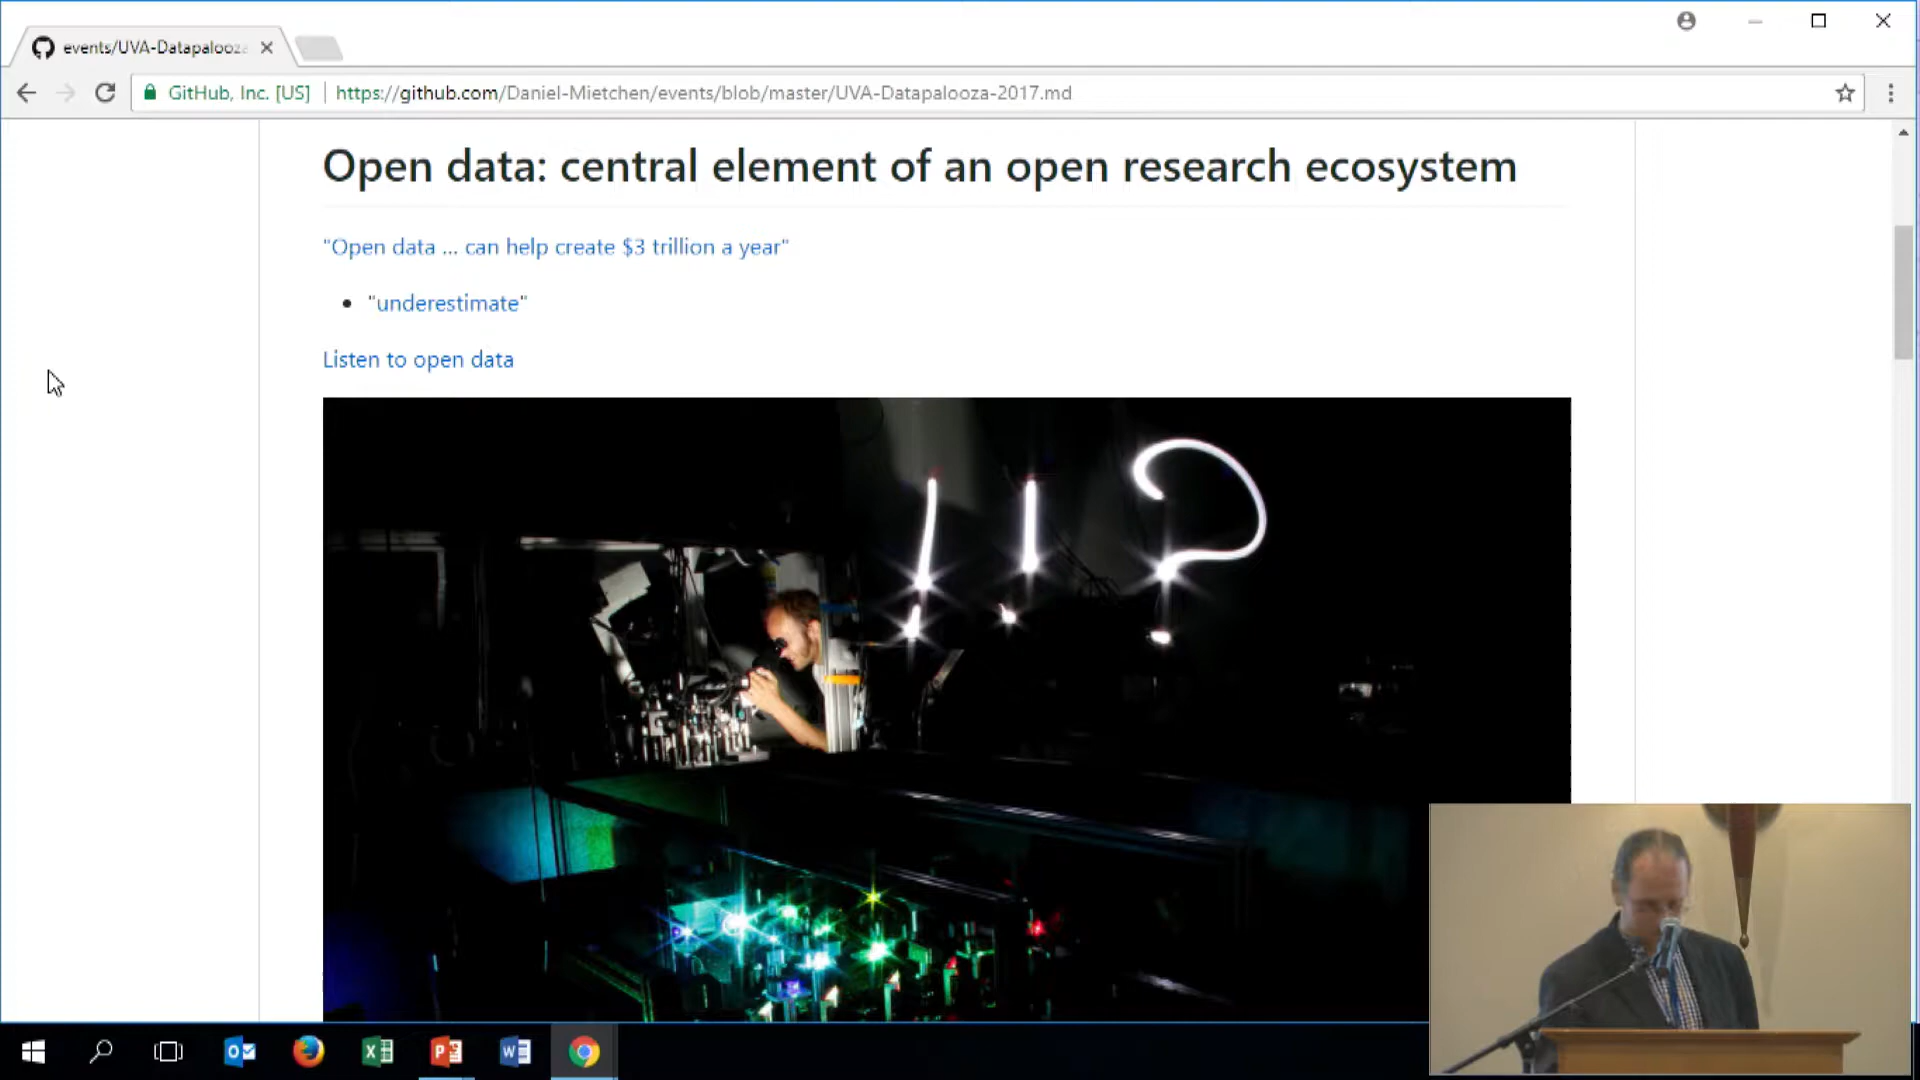 events/UVA-Datapalooza
GitHub, Inc. [US]
https://github.com/Daniel-Mietchen/events/blob/master/UVA-Datapalooza-2017.md
Open data: central element of an open research ecosystem
"Open data ... can help create $3 trillion a year"
"underestimate"
Listen to open data
!!?